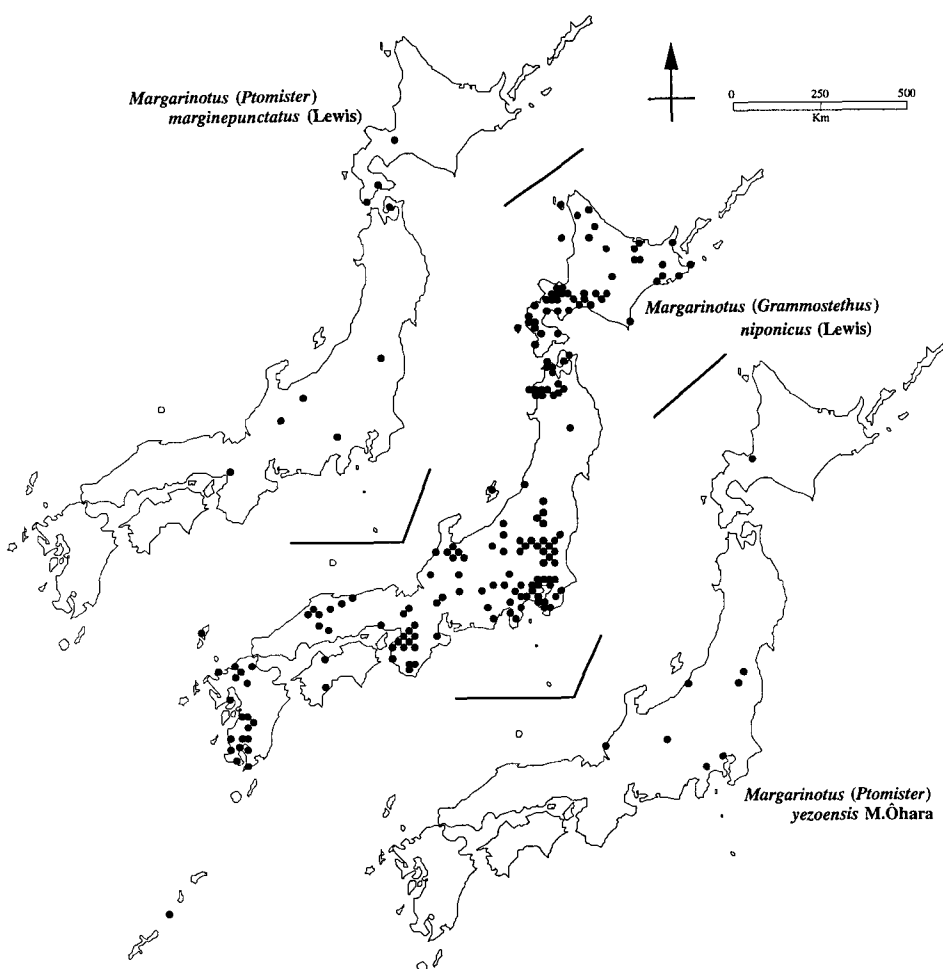 Margarinotus (Ptomister)
marginepunctatus (Lewis)
0 250 500
Km
Margarinotus (Grammostethus)
niponicus (Lewis)
Margarinotus (Ptomister)
yezoensis M.Ôhara